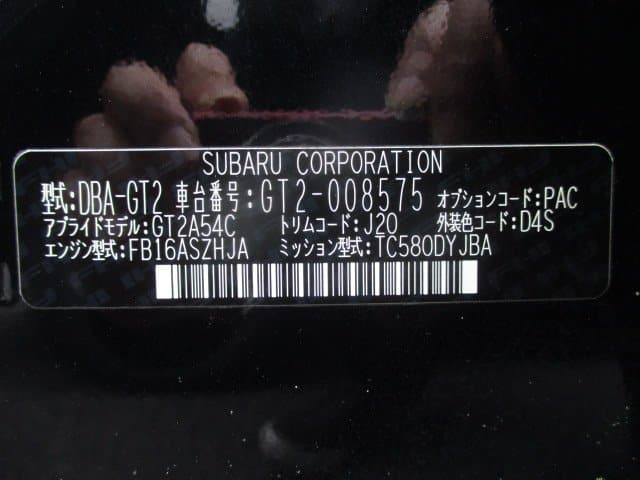 SUBARU CORPORATION
型式:DBA-GT2 車台番号:GT2-008575 オプションコード:PAC
アプライドモデル:GT2A54C トリムコード:J20 外装色コード:D4S
エンジン型式:FB16ASZHJA ミッション型式:TC580DYJBA